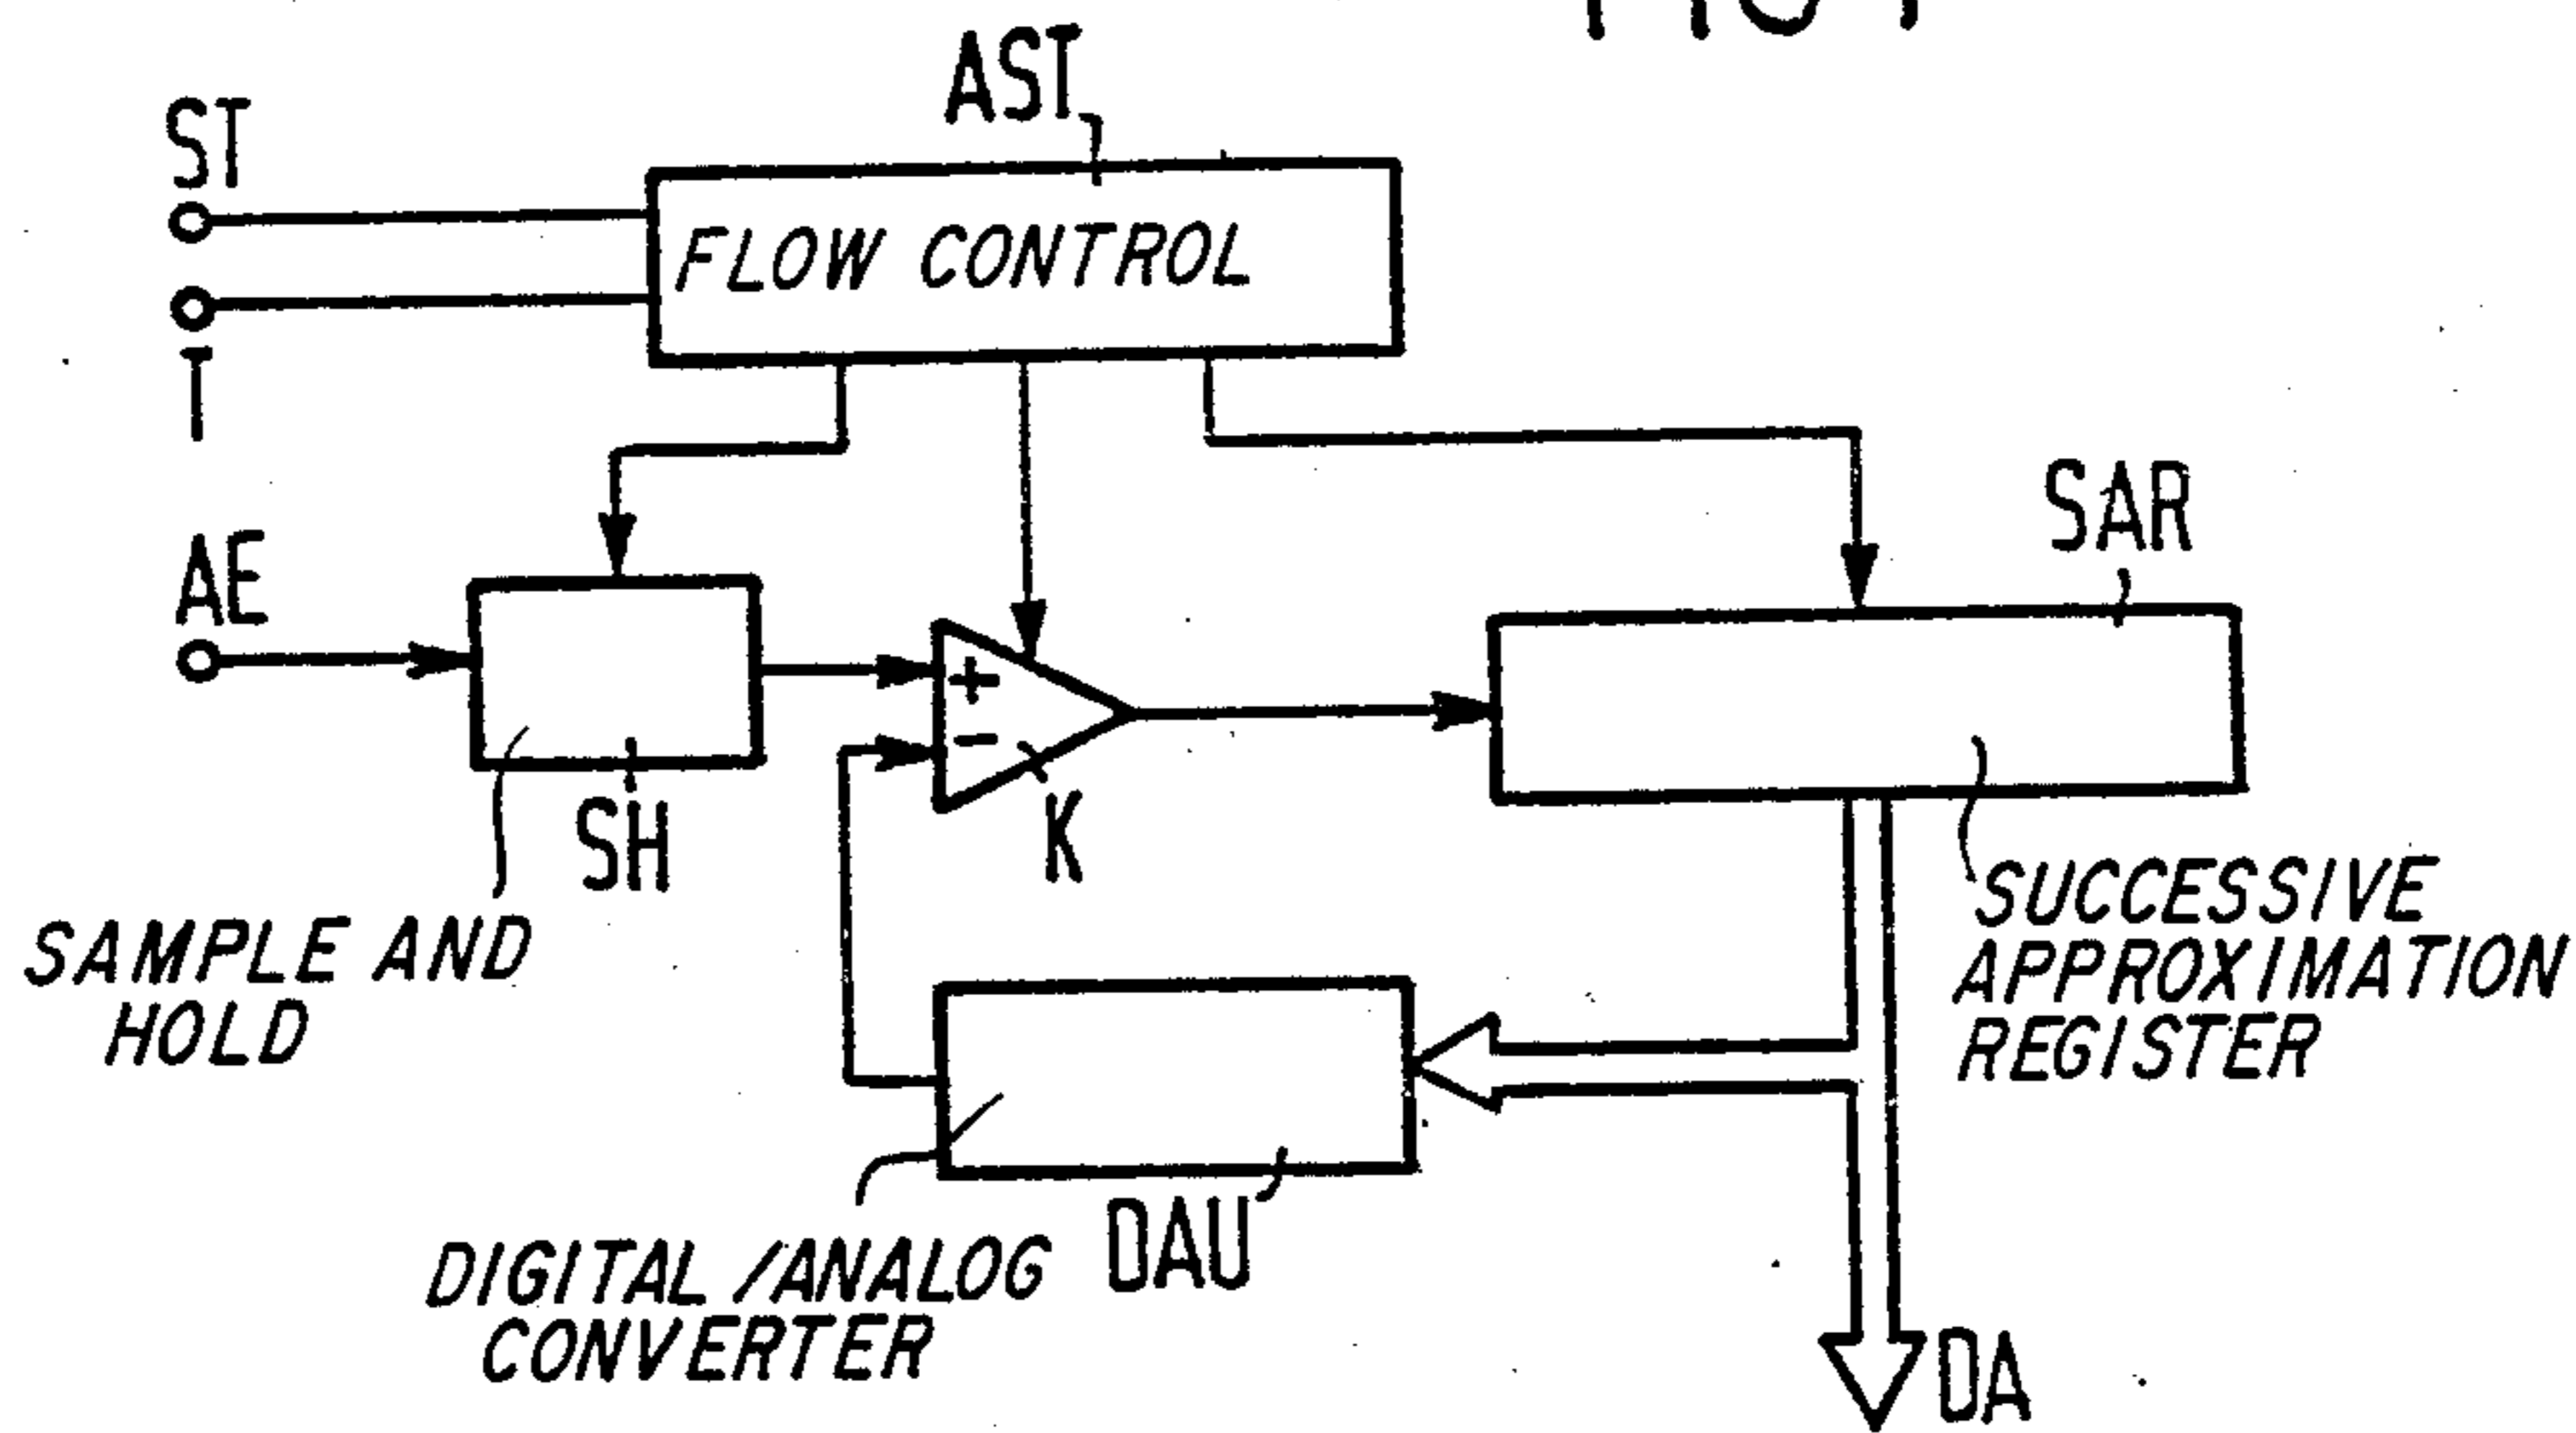 AST
ST
FLOW CONTROL
T
SAR
AE
+
-
SH
K
SUCCESSIVE
APPROXIMATION
REGISTER
SAMPLE AND
HOLD
DAU
DIGITAL/ANALOG
CONVERTER
DA